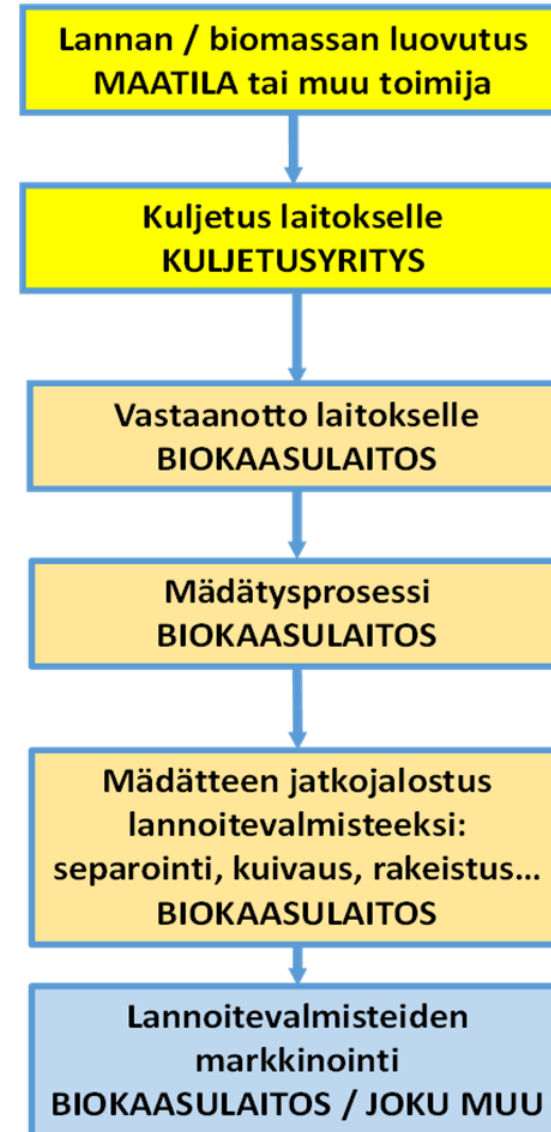 Lannan / biomassan luovutus
MAATILA tai muu toimija
Kuljetus laitokselle
KULJETUSYRITYS
Vastaanotto laitokselle
BIOKAASULAITOS
Mädätysprosessi
BIOKAASULAITOS
Mädätteen jatkojalostus
lannoitevalmisteeksi:
separointi, kuivaus, rakeistus...
BIOKAASULAITOS
Lannoitevalmisteiden
markkinointi
BIOKAASULAITOS / JOKU MUU